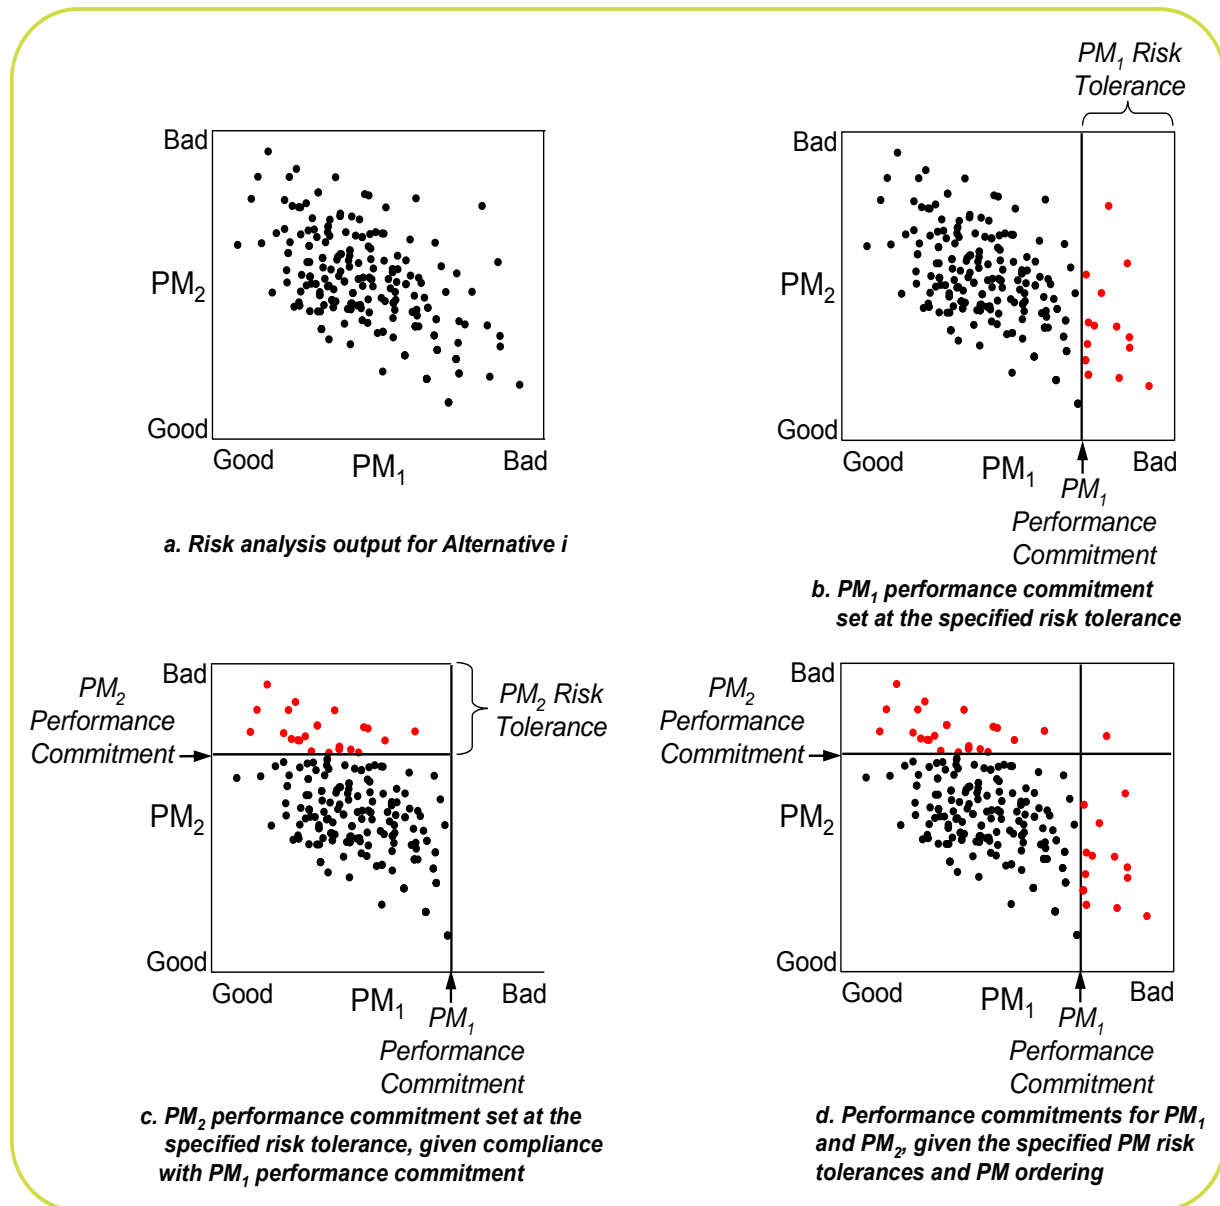 Bad
PM2
Good
Good
PM1
Bad
a. Risk analysis output for Alternative i
PM1 Risk
Tolerance
Bad
PM2
Good
Good
PM1
Bad
PM1
Performance
Commitment
b. PM1 performance commitment
set at the specified risk tolerance
Bad
PM2
Performance
Commitment
PM2 Risk
Tolerance
PM2
Good
Good
PM1
Bad
PM1
Performance
Commitment
c. PM2 performance commitment set at the
specified risk tolerance, given compliance
with PM1 performance commitment
Bad
PM2
Performance
Commitment
PM2
Good
Good
PM1
Bad
PM1
Performance
Commitment
d. Performance commitments for PM1
and PM2, given the specified PM risk
tolerances and PM ordering